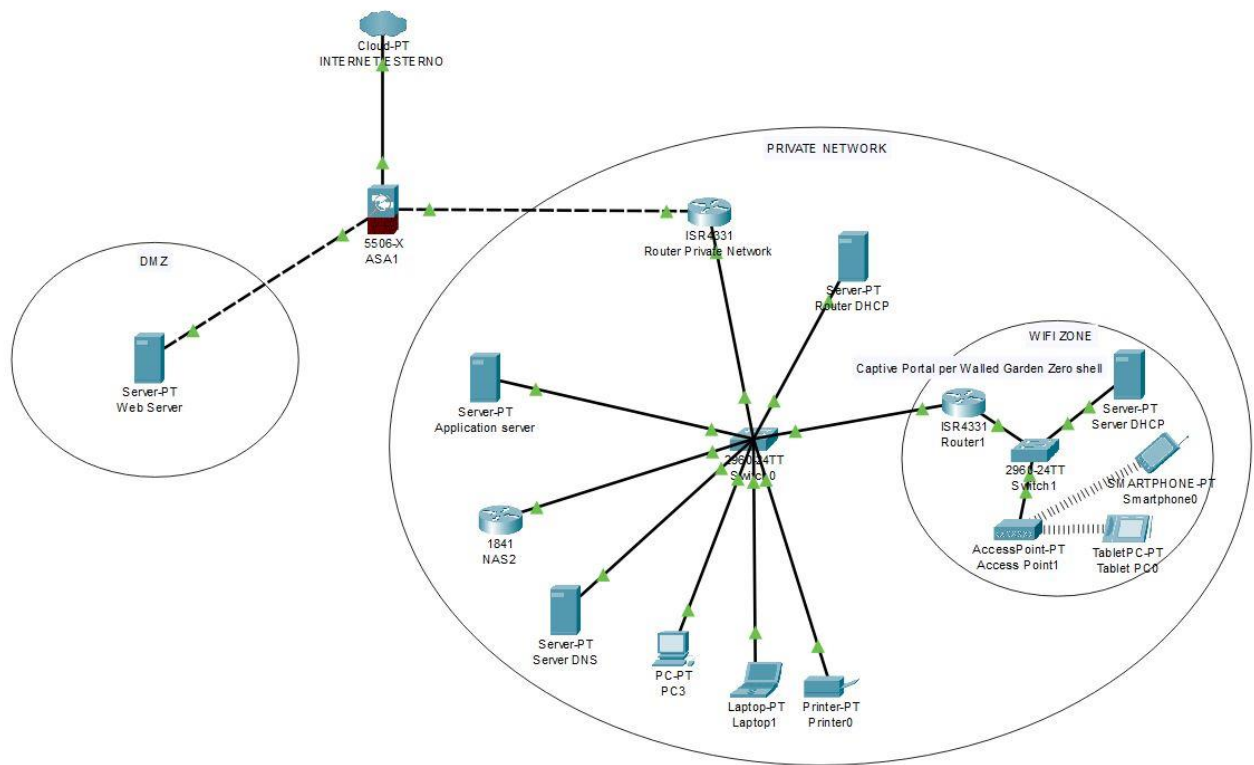 Cloud-PT
INTERNET ESTERNO
PRIVATE NETWORK
5506-X
ASA1
ISR4331
Router Private Network
DMZ
Server-PT
Web Server
Server-PT
Router DHCP
WIFI ZONE
Captive Portal per Walled Garden Zero shell
Server-PT
Application server
ISR4331
Router1
Server-PT
Server DHCP
2960-24TT
Switch0
2960-24TT
Switch1
SMARTPHONE-PT
Smartphone0
1841
NAS2
AccessPoint-PT
Access Point1
TabletPC-PT
Tablet PC0
Server-PT
Server DNS
PC-PT
PC3
Laptop-PT
Laptop1
Printer-PT
Printer0